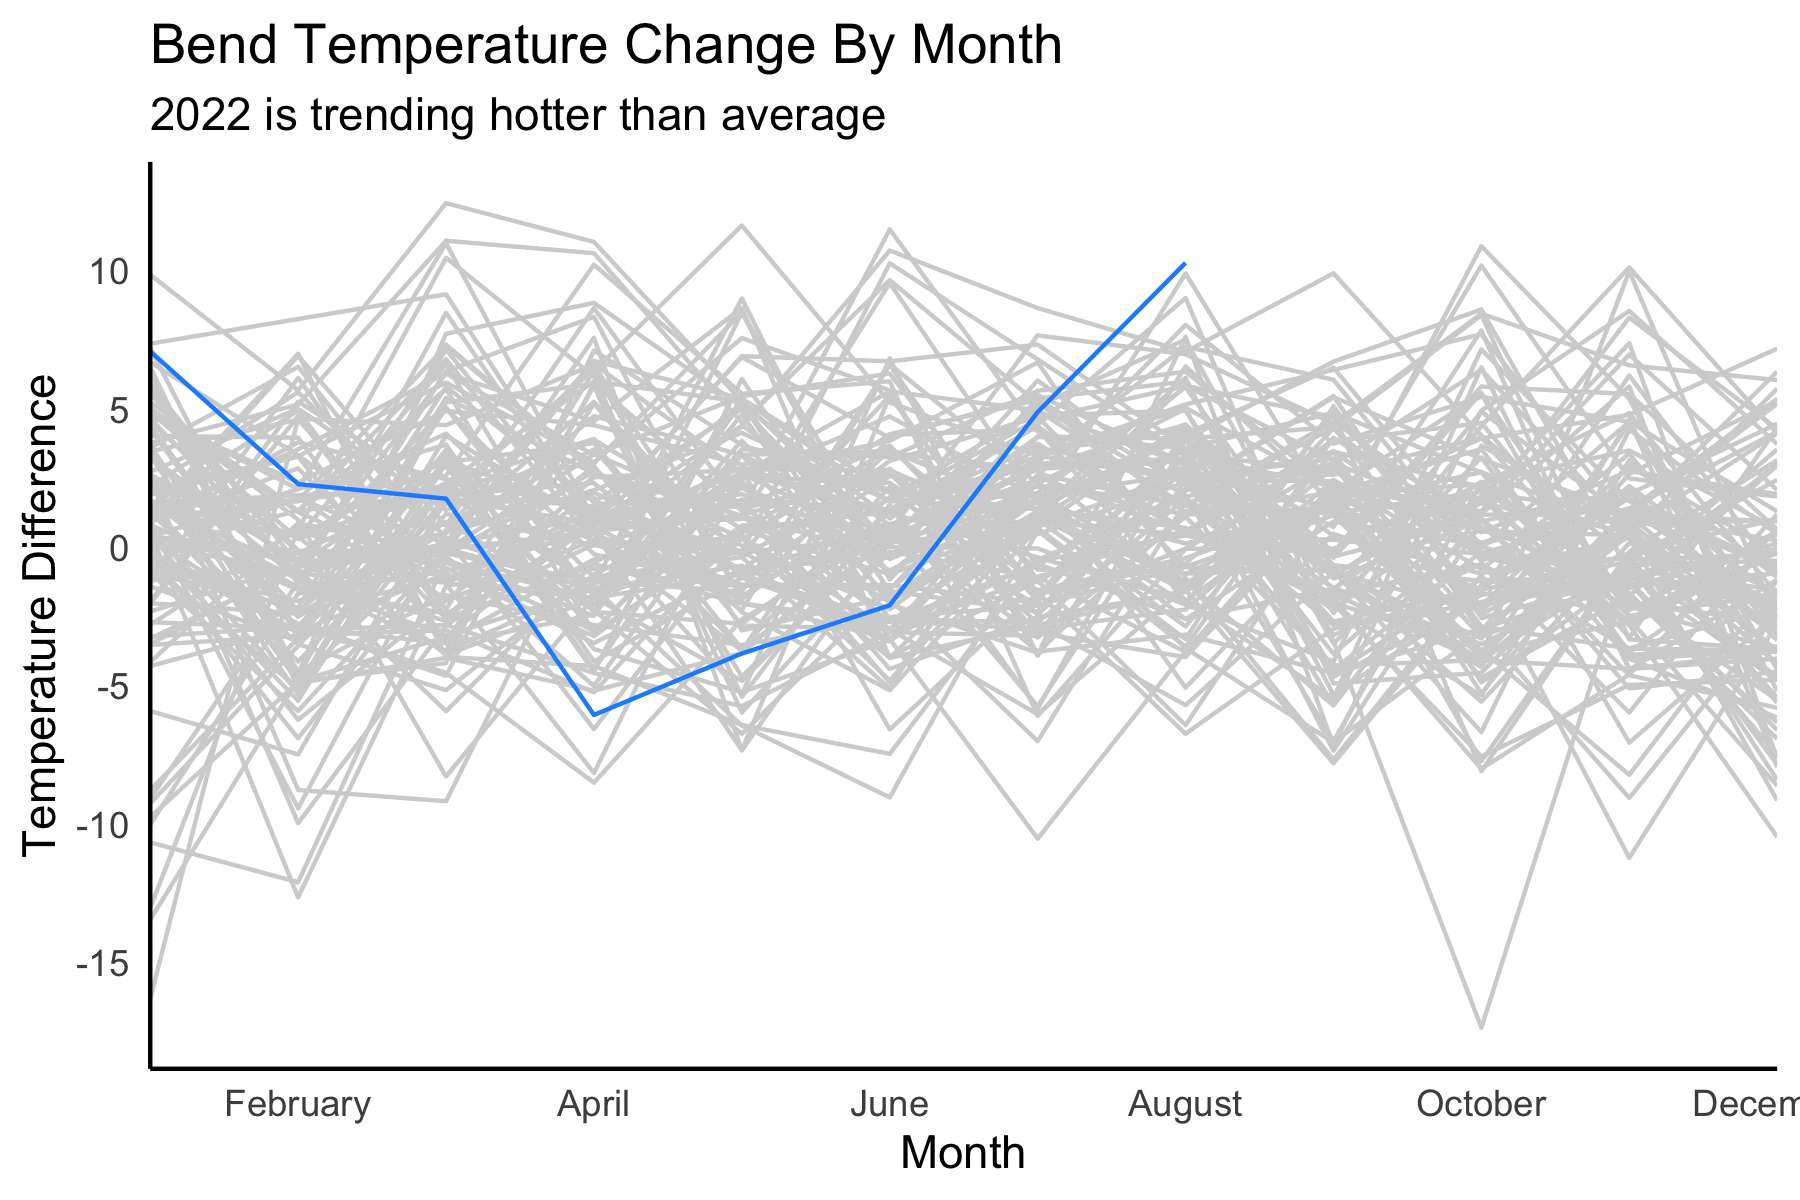 Bend Temperature Change By Month
2022 is trending hotter than average
Temperature Difference
10
5
0
-5
-10
-15
February April June August October Decem
Month